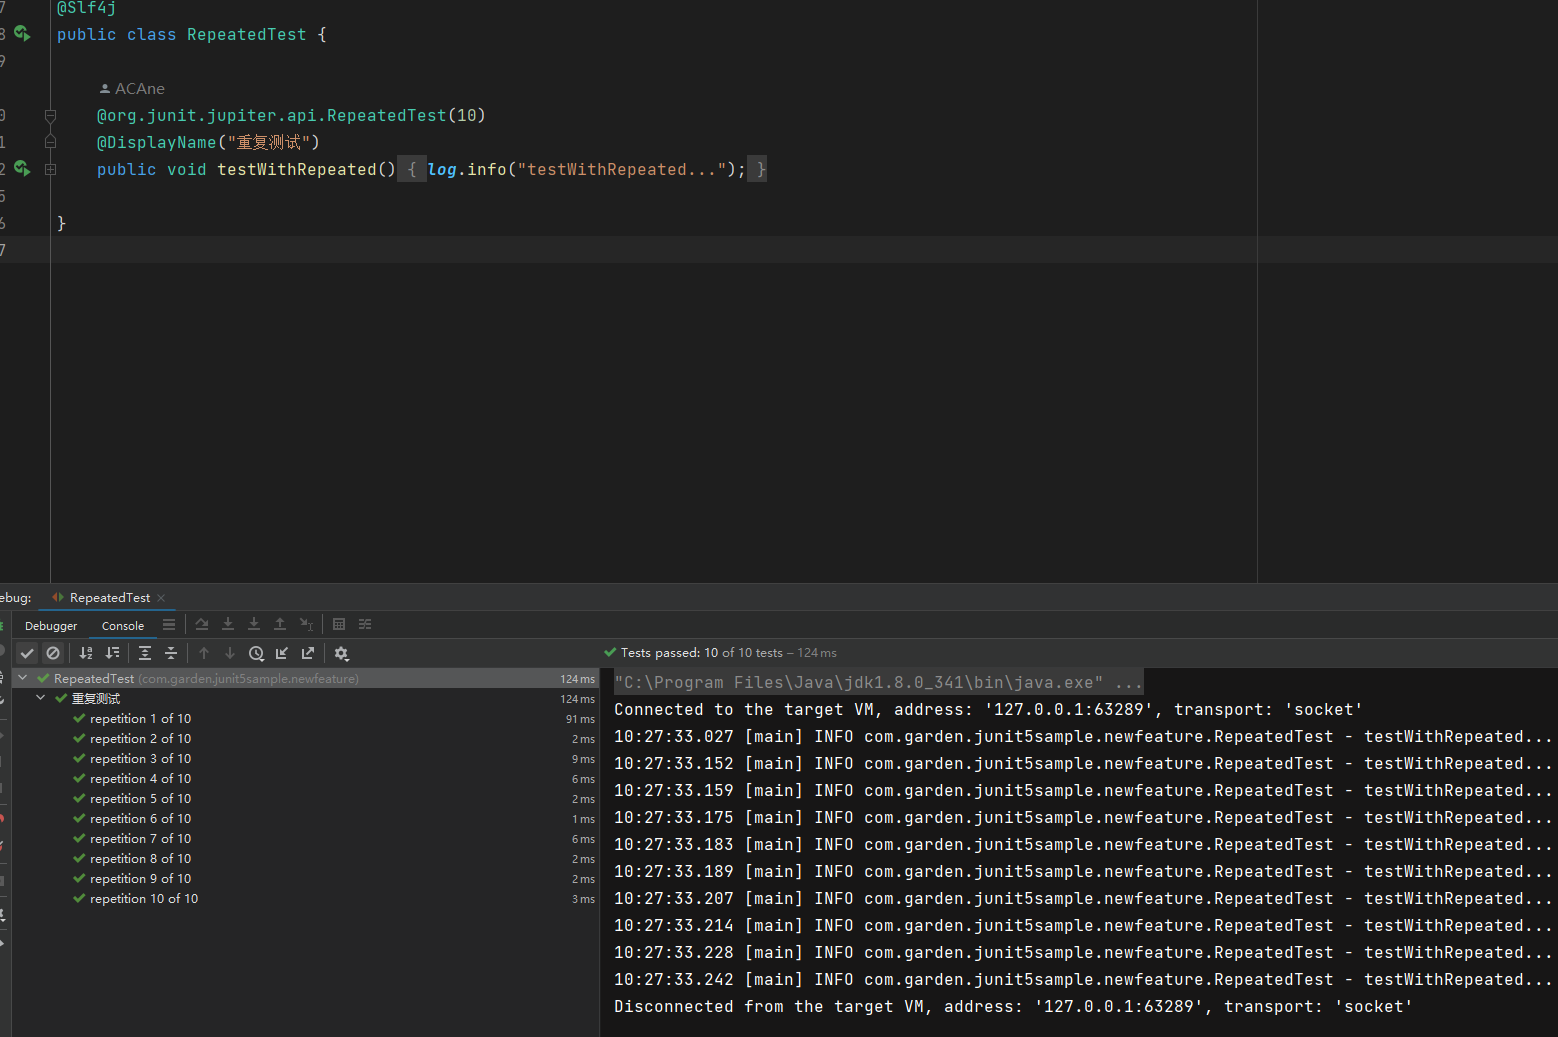 7 @Slf4j
8 public class RepeatedTest {
9
ACAne
0 @org.junit.jupiter.api.RepeatedTest(10)
1 @DisplayName("重复测试")
2 public void testWithRepeated() { log.info("testWithRepeated..."); }
5
6 }
7
ebug: RepeatedTest
Debugger Console
Tests passed: 10 of 10 tests – 124 ms
RepeatedTest (com.garden.junit5sample.newfeature) 124 ms
重复测试 124 ms
repetition 1 of 10 91 ms
repetition 2 of 10 2 ms
repetition 3 of 10 9 ms
repetition 4 of 10 6 ms
repetition 5 of 10 2 ms
repetition 6 of 10 1 ms
repetition 7 of 10 6 ms
repetition 8 of 10 2 ms
repetition 9 of 10 2 ms
repetition 10 of 10 3 ms
"C:\Program Files\Java\jdk1.8.0_341\bin\java.exe" ...
Connected to the target VM, address: '127.0.0.1:63289', transport: 'socket'
10:27:33.027 [main] INFO com.garden.junit5sample.newfeature.RepeatedTest - testWithRepeated...
10:27:33.152 [main] INFO com.garden.junit5sample.newfeature.RepeatedTest - testWithRepeated...
10:27:33.159 [main] INFO com.garden.junit5sample.newfeature.RepeatedTest - testWithRepeated...
10:27:33.175 [main] INFO com.garden.junit5sample.newfeature.RepeatedTest - testWithRepeated...
10:27:33.183 [main] INFO com.garden.junit5sample.newfeature.RepeatedTest - testWithRepeated...
10:27:33.189 [main] INFO com.garden.junit5sample.newfeature.RepeatedTest - testWithRepeated...
10:27:33.207 [main] INFO com.garden.junit5sample.newfeature.RepeatedTest - testWithRepeated...
10:27:33.214 [main] INFO com.garden.junit5sample.newfeature.RepeatedTest - testWithRepeated...
10:27:33.228 [main] INFO com.garden.junit5sample.newfeature.RepeatedTest - testWithRepeated...
10:27:33.242 [main] INFO com.garden.junit5sample.newfeature.RepeatedTest - testWithRepeated...
Disconnected from the target VM, address: '127.0.0.1:63289', transport: 'socket'